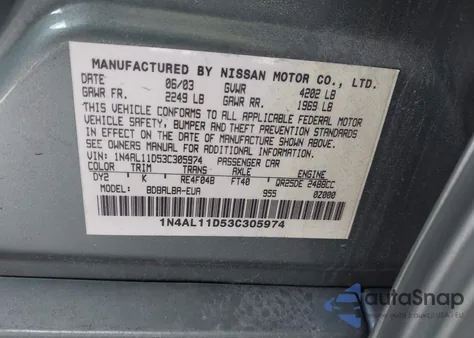 MANUFACTURED BY NISSAN MOTOR CO., LTD.
DATE 06/03 GVWR 4202 LB
GAWR FR. 2249 LB GAWR RR. 1969 LB
THIS VEHICLE CONFORMS TO ALL APPLICABLE FEDERAL MOTOR
VEHICLE SAFETY, BUMPER AND THEFT PREVENTION STANDARDS
IN EFFECT ON THE DATE OF MANUFACTURE SHOWN ABOVE.
SEE OWNERS MANUAL FOR ADDITIONAL INFORMATION.
VIN:1N4AL11D53C305974 PASSENGER CAR
COLOR TRIM TRANS AXLE ENGINE
DY2 K RE4F04B FT40 QR25DE 2488CC
MODEL BDBALBA-EUA 955 0Z000
1N4AL11D53C305974
autaSnap